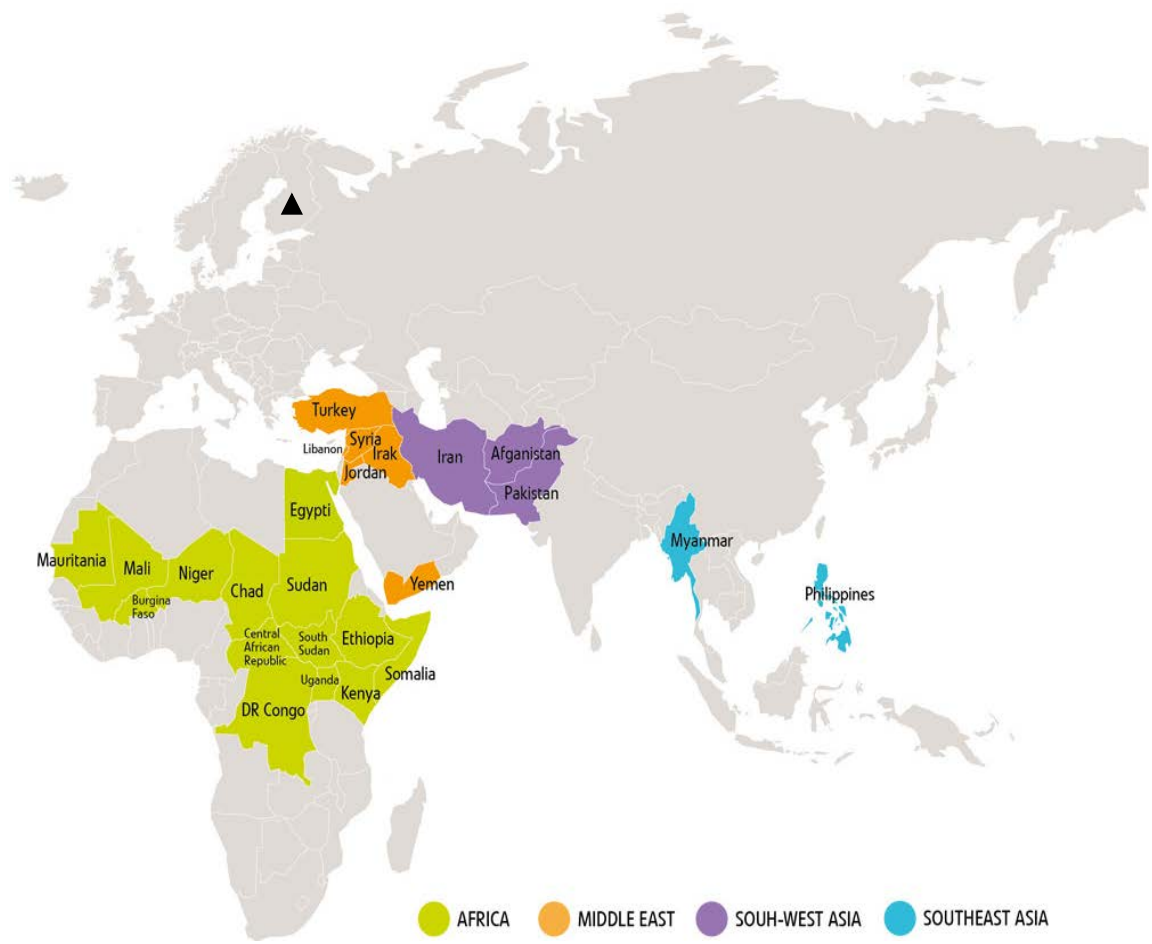 Turkey
Syria
Libanon
Irak
Iran
Afganistan
Jordan
Pakistan
Egypti
Myanmar
Mauritania
Mali
Niger
Chad
Sudan
Yemen
Philippines
Burgina
Faso
Central
African
Republic
South
Sudan
Ethiopia
Somalia
Uganda
Kenya
DR Congo
AFRICA
MIDDLE EAST
SOUH-WEST ASIA
SOUTHEAST ASIA